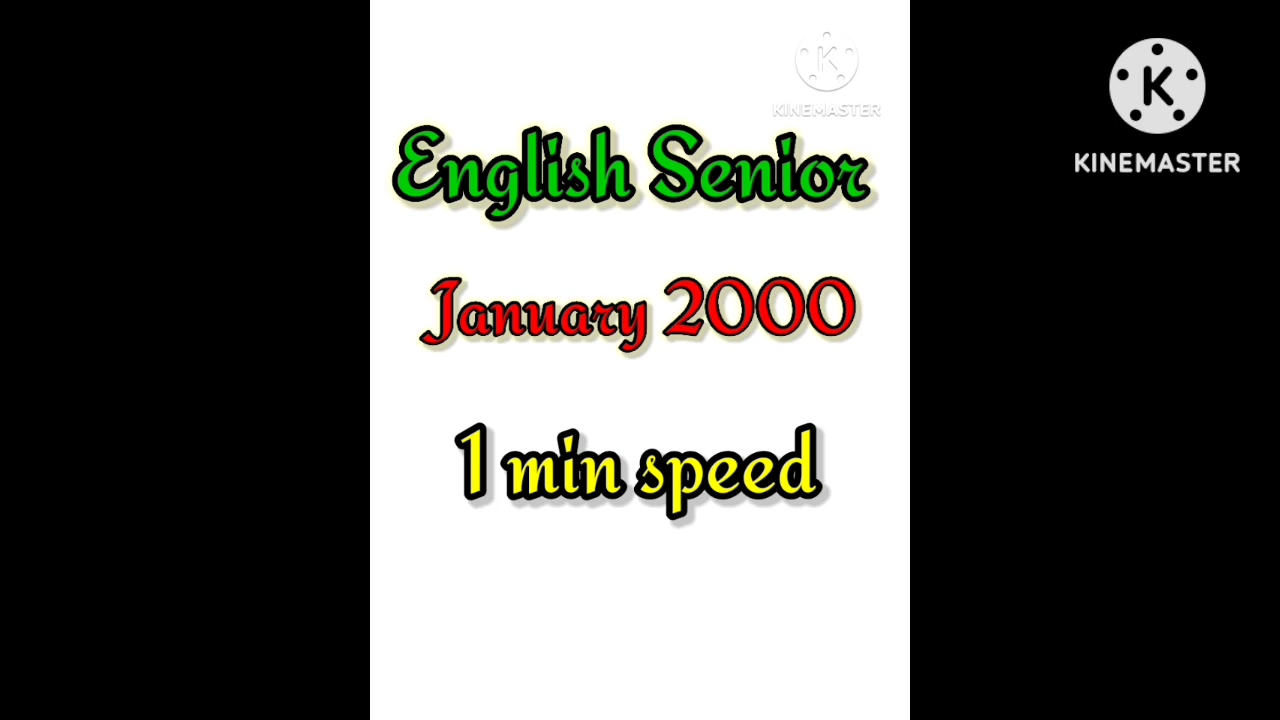 K
KINEMASTER
K
KINEMASTER
English Senior
January 2000
1 min speed